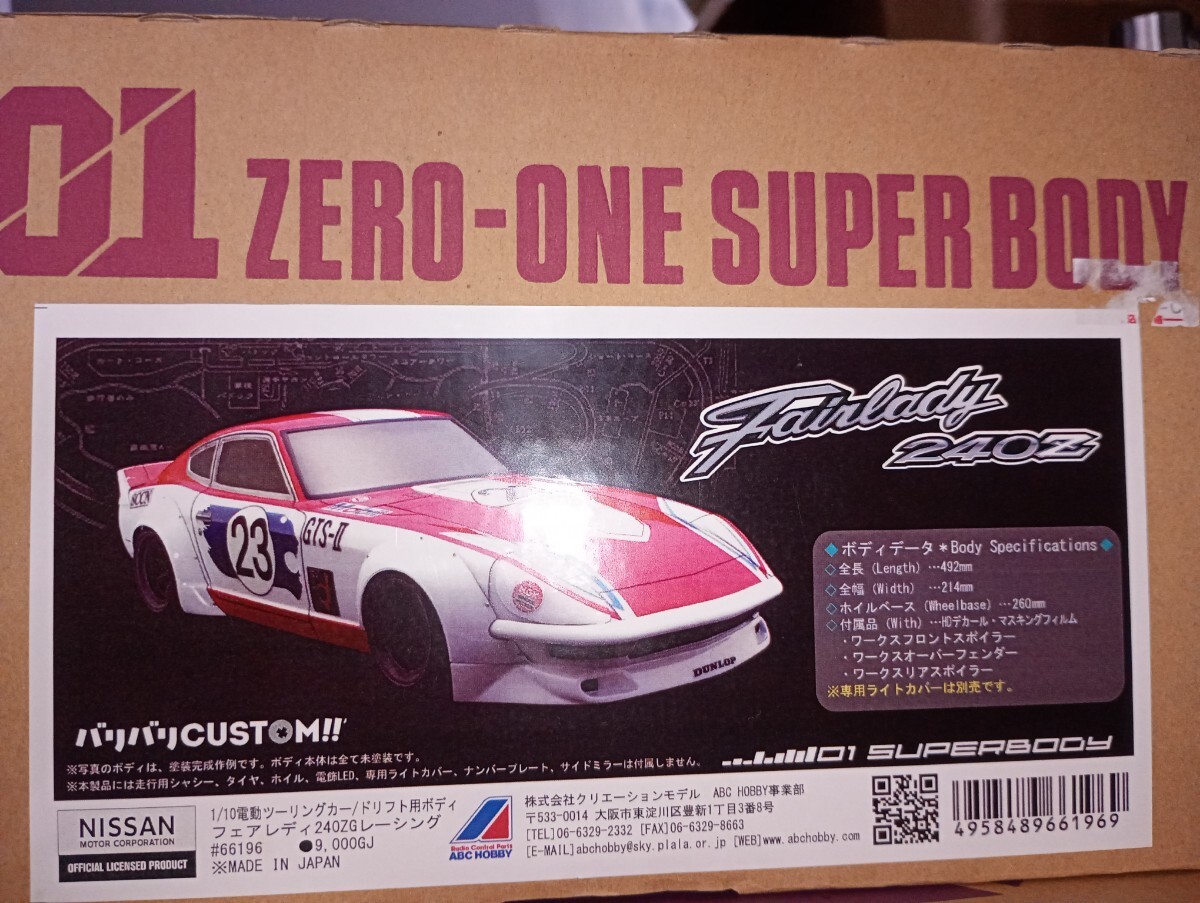 01 ZERO-ONE SUPER BODY
Fairlady
240Z
BCCN
23
GTS-Ⅱ
DUNLOP
◆ボディデータ＊Body Specifications◆
◇全長（Length）…492mm
◇全幅（Width）…214mm
◇ホイルベース（Wheelbase）…260mm
◇付属品（With）…HDデカール・マスキングフィルム
・ワークスフロントスポイラー
・ワークスオーバーフェンダー
・ワークスリアスポイラー
※専用ライトカバーは別売です。
バリバリCUSTOM!!
※写真のボディは、塗装完成作例です。ボディ本体は全て未塗装です。
※本製品には走行用シャシー、タイヤ、ホイル、電飾LED、専用ライトカバー、ナンバープレート、サイドミラーは付属しません。
01 SUPERBODY
NISSAN
MOTOR CORPORATION
OFFICIAL LICENSED PRODUCT
1/10電動ツーリングカー/ドリフト用ボディ
フェアレディ240ZGレーシング
#66196 ●9,000GJ
※MADE IN JAPAN
Radio Control Parts
ABC HOBBY
株式会社クリエーションモデル ABC HOBBY事業部
〒533-0014 大阪市東淀川区豊新1丁目3番8号
[TEL]06-6329-2332 [FAX]06-6329-8663
[E-MAIL]abchobby@sky.plala.or.jp [WEB]www.abchobby.com
4958489661969